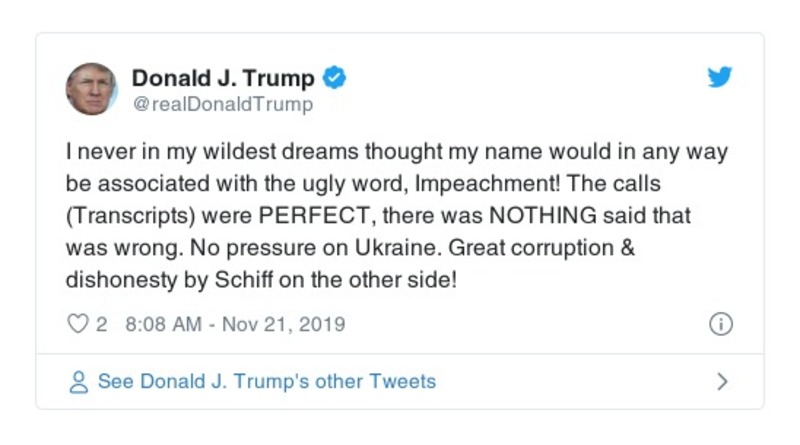 Donald J. Trump
@realDonaldTrump
I never in my wildest dreams thought my name would in any way
be associated with the ugly word, Impeachment! The calls
(Transcripts) were PERFECT, there was NOTHING said that
was wrong. No pressure on Ukraine. Great corruption &
dishonesty by Schiff on the other side!
2 8:08 AM - Nov 21, 2019
See Donald J. Trump's other Tweets